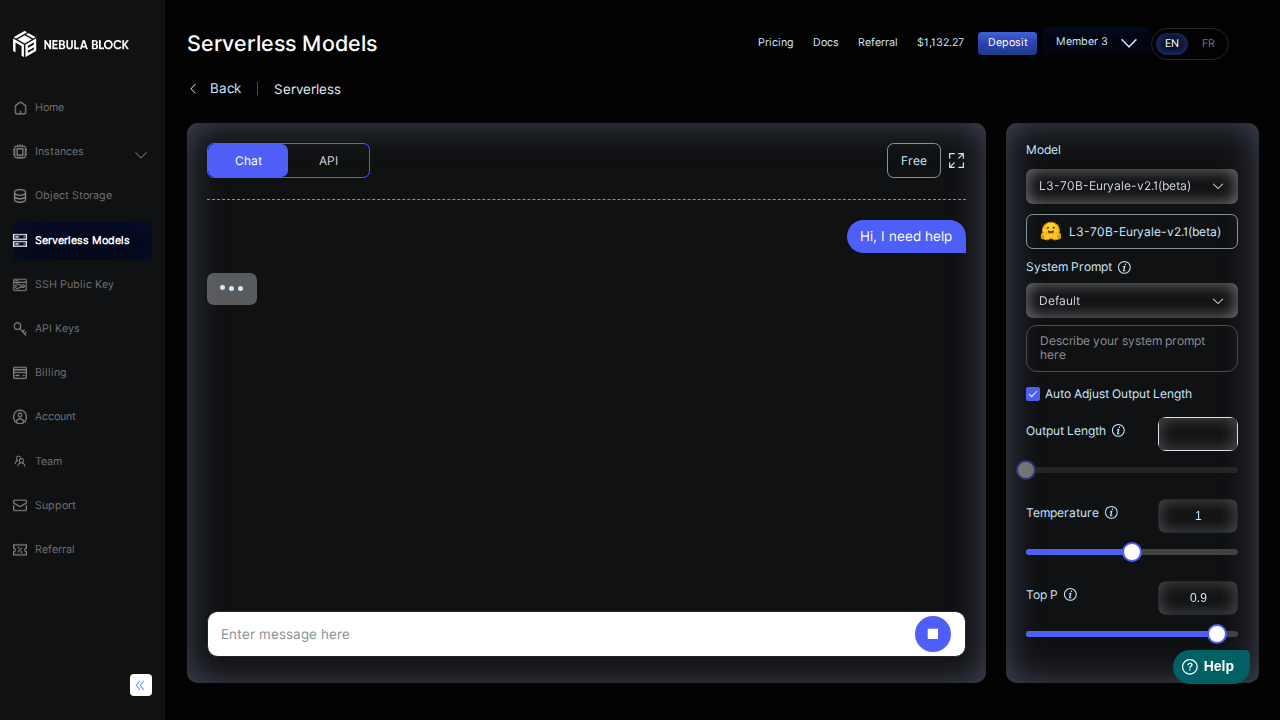 NEBULA BLOCK
Home
Instances
Object Storage
Serverless Models
SSH Public Key
API Keys
Billing
Account
Team
Support
Referral
Serverless Models
Pricing
Docs
Referral
$1,132.27
Deposit
Member 3
EN
FR
Back
Serverless
Chat
API
Free
Hi, I need help
Enter message here
Model
L3-70B-Euryale-v2.1(beta)
L3-70B-Euryale-v2.1(beta)
System Prompt
Default
Describe your system prompt
here
Auto Adjust Output Length
Output Length
Temperature
1
Top P
0.9
Help